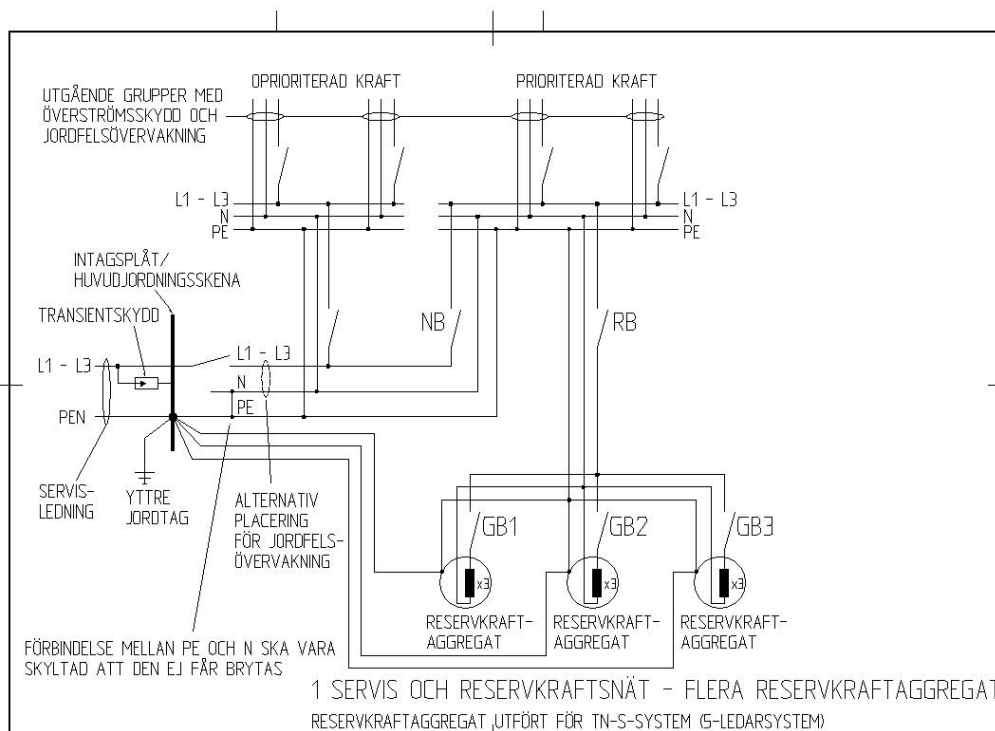 OPRIORITERAD KRAFT
PRIORITERAD KRAFT
UTGÅENDE GRUPPER MED
ÖVERSTRÖMSSKYDD OCH
JORDFELSÖVERVAKNING
L1 - L3
N
PE
L1 - L3
N
PE
INTAGSPLÅT/
HUVUDJORDNINGSSKENA
TRANSIENTSKYDD
NB
RB
L1 - L3
L1 - L3
N
PE
PEN
SERVIS-
LEDNING
YTTRE
JORDTAG
ALTERNATIV
PLACERING
FÖR JORDFELS-
ÖVERVAKNING
GB1
GB2
GB3
x3
x3
x3
RESERVKRAFT-
AGGREGAT
RESERVKRAFT-
AGGREGAT
RESERVKRAFT-
AGGREGAT
FÖRBINDELSE MELLAN PE OCH N SKA VARA
SKYLTAD ATT DEN EJ FÅR BRYTAS
1 SERVIS OCH RESERVKRAFTSNÄT - FLERA RESERVKRAFTAGGREGAT
RESERVKRAFTAGGREGAT UTFÖRT FÖR TN-S-SYSTEM (5-LEDARSYSTEM)